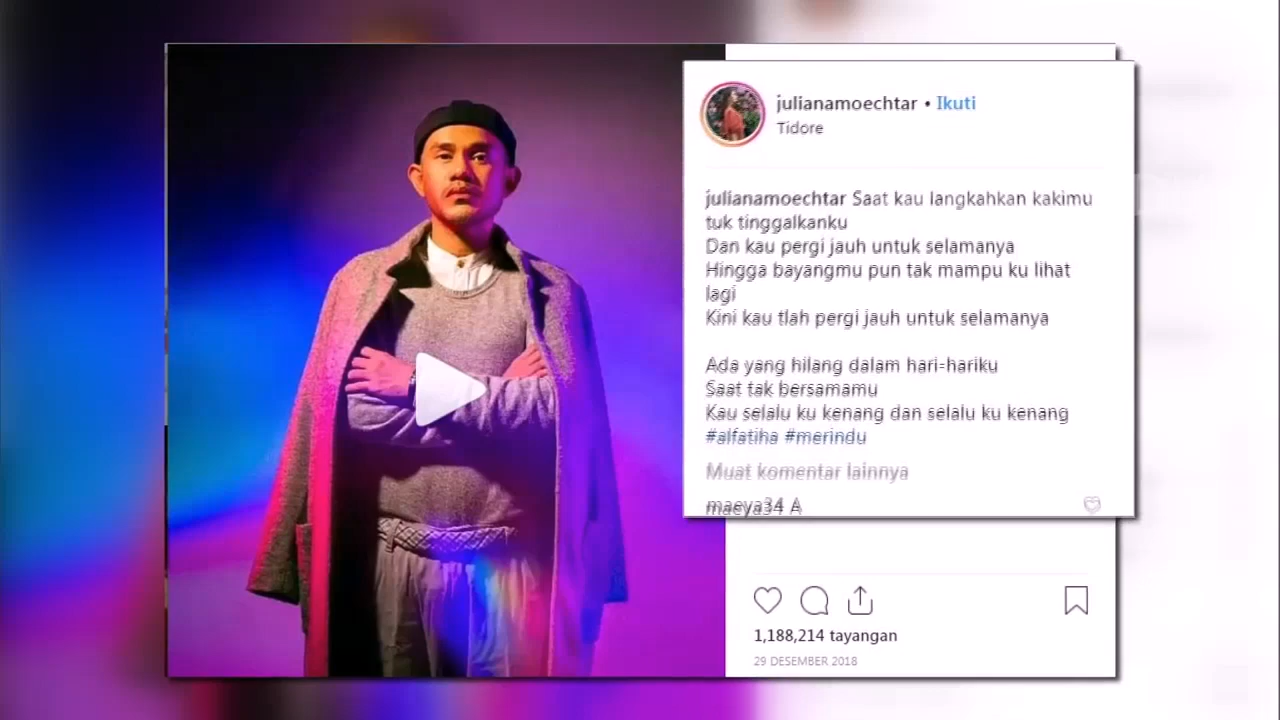 julianamoechtar • Ikuti
Tidore
julianamoechtar Saat kau langkahkan kakimu
tuk tinggalkanku
Dan kau pergi jauh untuk selamanya
Hingga bayangmu pun tak mampu ku lihat
lagi
Kini kau tlah pergi jauh untuk selamanya
Ada yang hilang dalam hari-hariku
Saat tak bersamamu
Kau selalu ku kenang dan selalu ku kenang
#alfatiha #merindu
Muat komentar lainnya
maeya34 A
1,188,214 tayangan
29 DESEMBER 2018